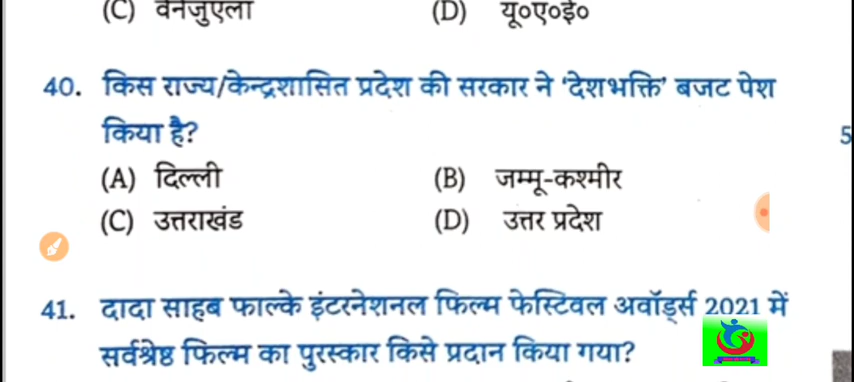 (C) वेनेजुएला (D) यू०ए०ई०
40. किस राज्य/केन्द्रशासित प्रदेश की सरकार ने ‘देशभक्ति’ बजट पेश
किया है?
(A) दिल्ली (B) जम्मू-कश्मीर
(C) उत्तराखंड (D) उत्तर प्रदेश
41. दादा साहब फाल्के इंटरनेशनल फिल्म फेस्टिवल अवॉर्ड्स 2021 में
सर्वश्रेष्ठ फिल्म का पुरस्कार किसे प्रदान किया गया?
5